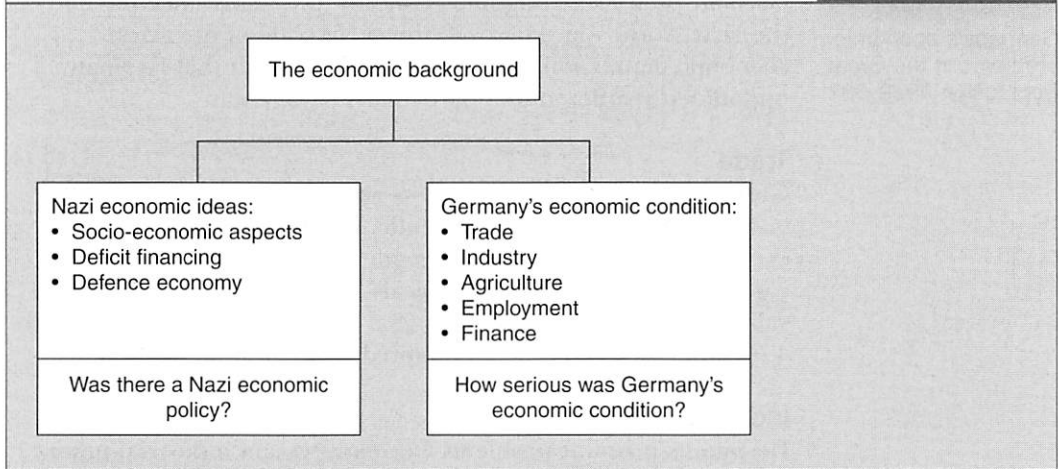 The economic background
Nazi economic ideas:
• Socio-economic aspects
• Deficit financing
• Defence economy
Was there a Nazi economic
policy?
Germany's economic condition:
• Trade
• Industry
• Agriculture
• Employment
• Finance
How serious was Germany's
economic condition?